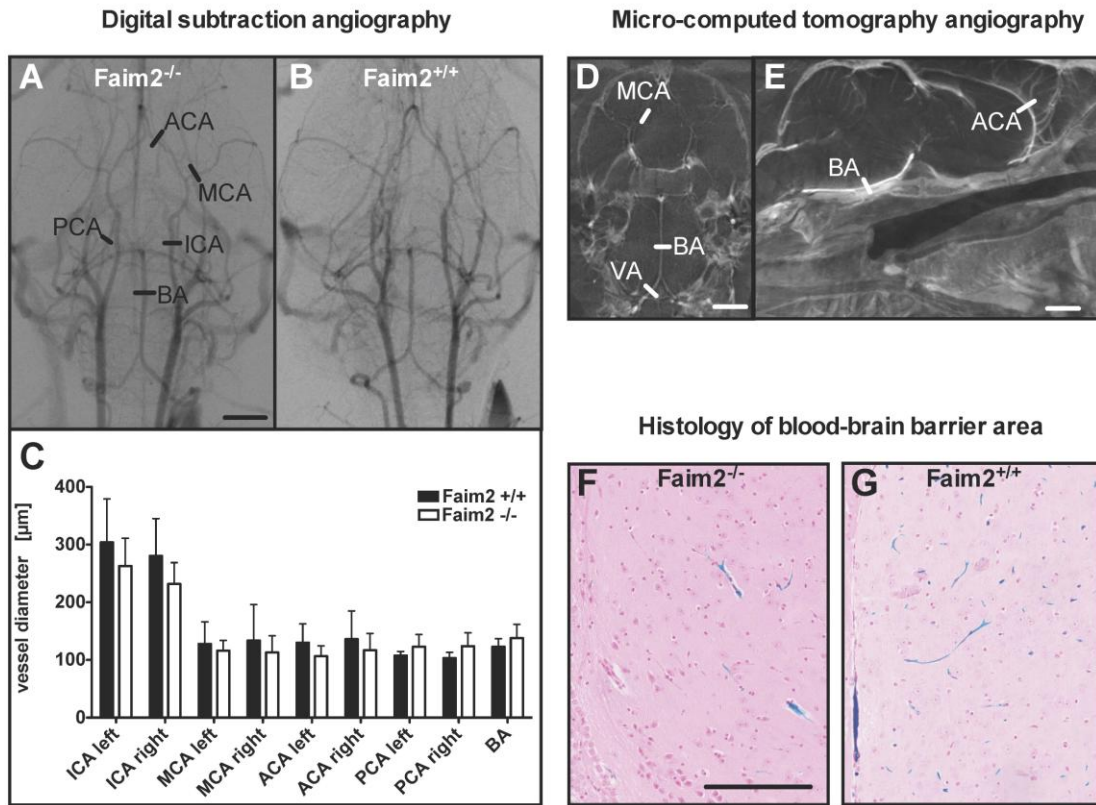 Digital subtraction angiography
A Faim2-/-
ACA
MCA
PCA
ICA
BA
B Faim2+/+
C
vessel diameter [µm]
400
300
200
100
0
Faim2 +/+
Faim2 -/-
ICA left
ICA right
MCA left
MCA right
ACA left
ACA right
PCA left
PCA right
BA
Micro-computed tomography angiography
D
MCA
BA
VA
E
ACA
BA
Histology of blood-brain barrier area
F Faim2-/-
G Faim2+/+